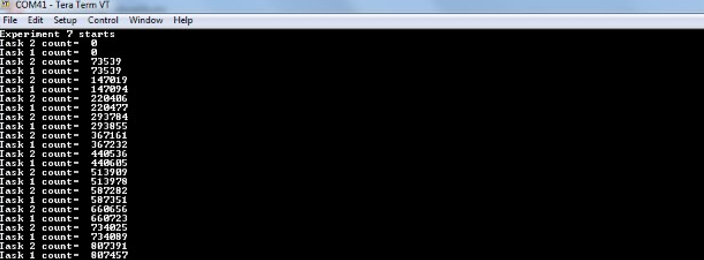 COM41 - Tera Term VT
File Edit Setup Control Window Help
Experiment 7 starts
Task 2 count= 0
Task 1 count= 0
Task 2 count= 73539
Task 1 count= 73539
Task 2 count= 147019
Task 1 count= 147094
Task 2 count= 220406
Task 1 count= 220477
Task 2 count= 293784
Task 1 count= 293855
Task 2 count= 367161
Task 1 count= 367232
Task 2 count= 440536
Task 1 count= 440605
Task 2 count= 513909
Task 1 count= 513978
Task 2 count= 587282
Task 1 count= 587351
Task 2 count= 660656
Task 1 count= 660723
Task 2 count= 734025
Task 1 count= 734089
Task 2 count= 807391
Task 1 count= 807457